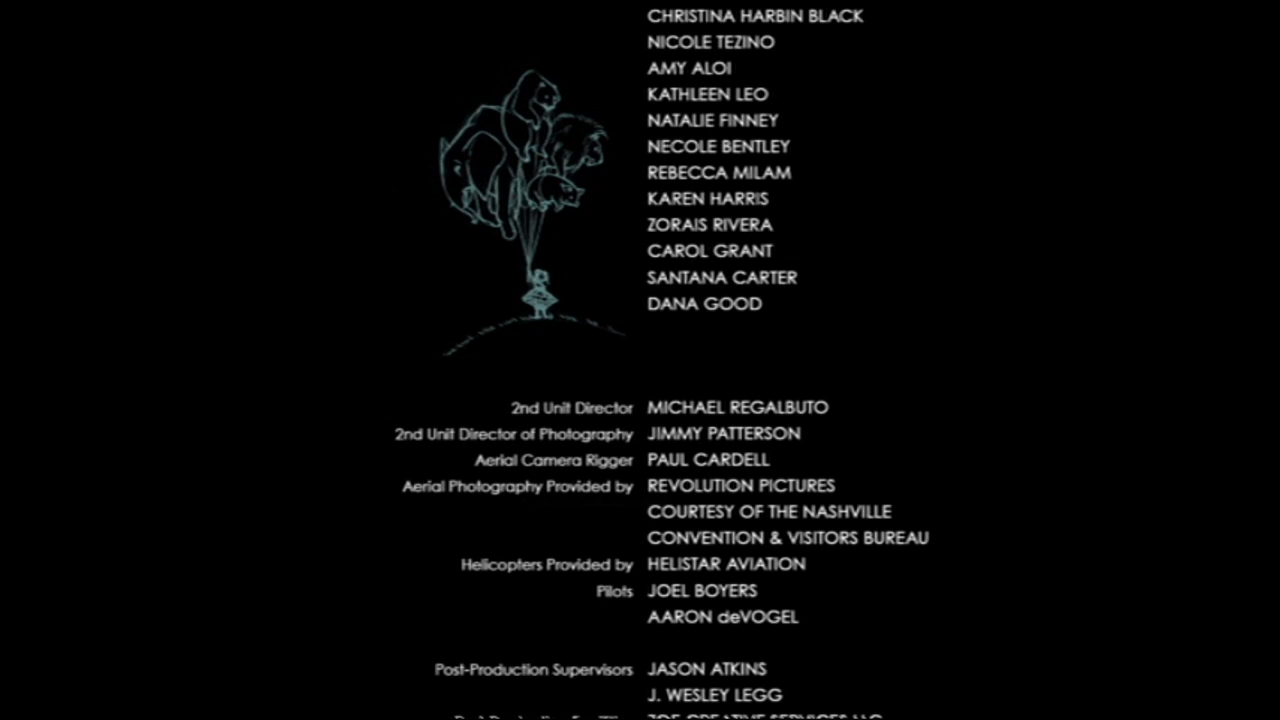 CHRISTINA HARBIN BLACK
NICOLE TEZINO
AMY ALOI
KATHLEEN LEO
NATALIE FINNEY
NECOLE BENTLEY
REBECCA MILAM
KAREN HARRIS
ZORAIS RIVERA
CAROL GRANT
SANTANA CARTER
DANA GOOD
2nd Unit Director MICHAEL REGALBUTO
2nd Unit Director of Photography JIMMY PATTERSON
Aerial Camera Rigger PAUL CARDELL
Aerial Photography Provided by REVOLUTION PICTURES
COURTESY OF THE NASHVILLE
CONVENTION & VISITORS BUREAU
Helicopters Provided by HELISTAR AVIATION
Pilots JOEL BOYERS
AARON deVOGEL
Post-Production Supervisors JASON ATKINS
J. WESLEY LEGG